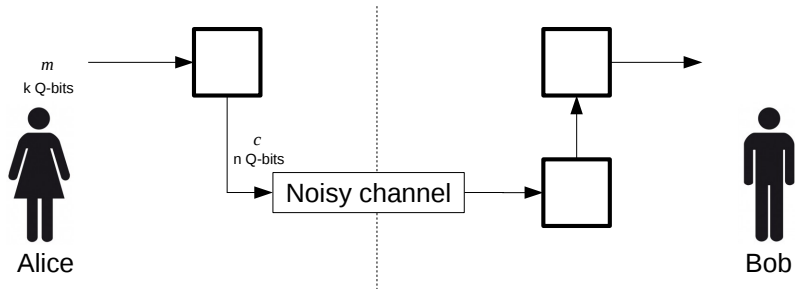 m
k Q-bits
c
n Q-bits
Noisy channel
Alice
Bob